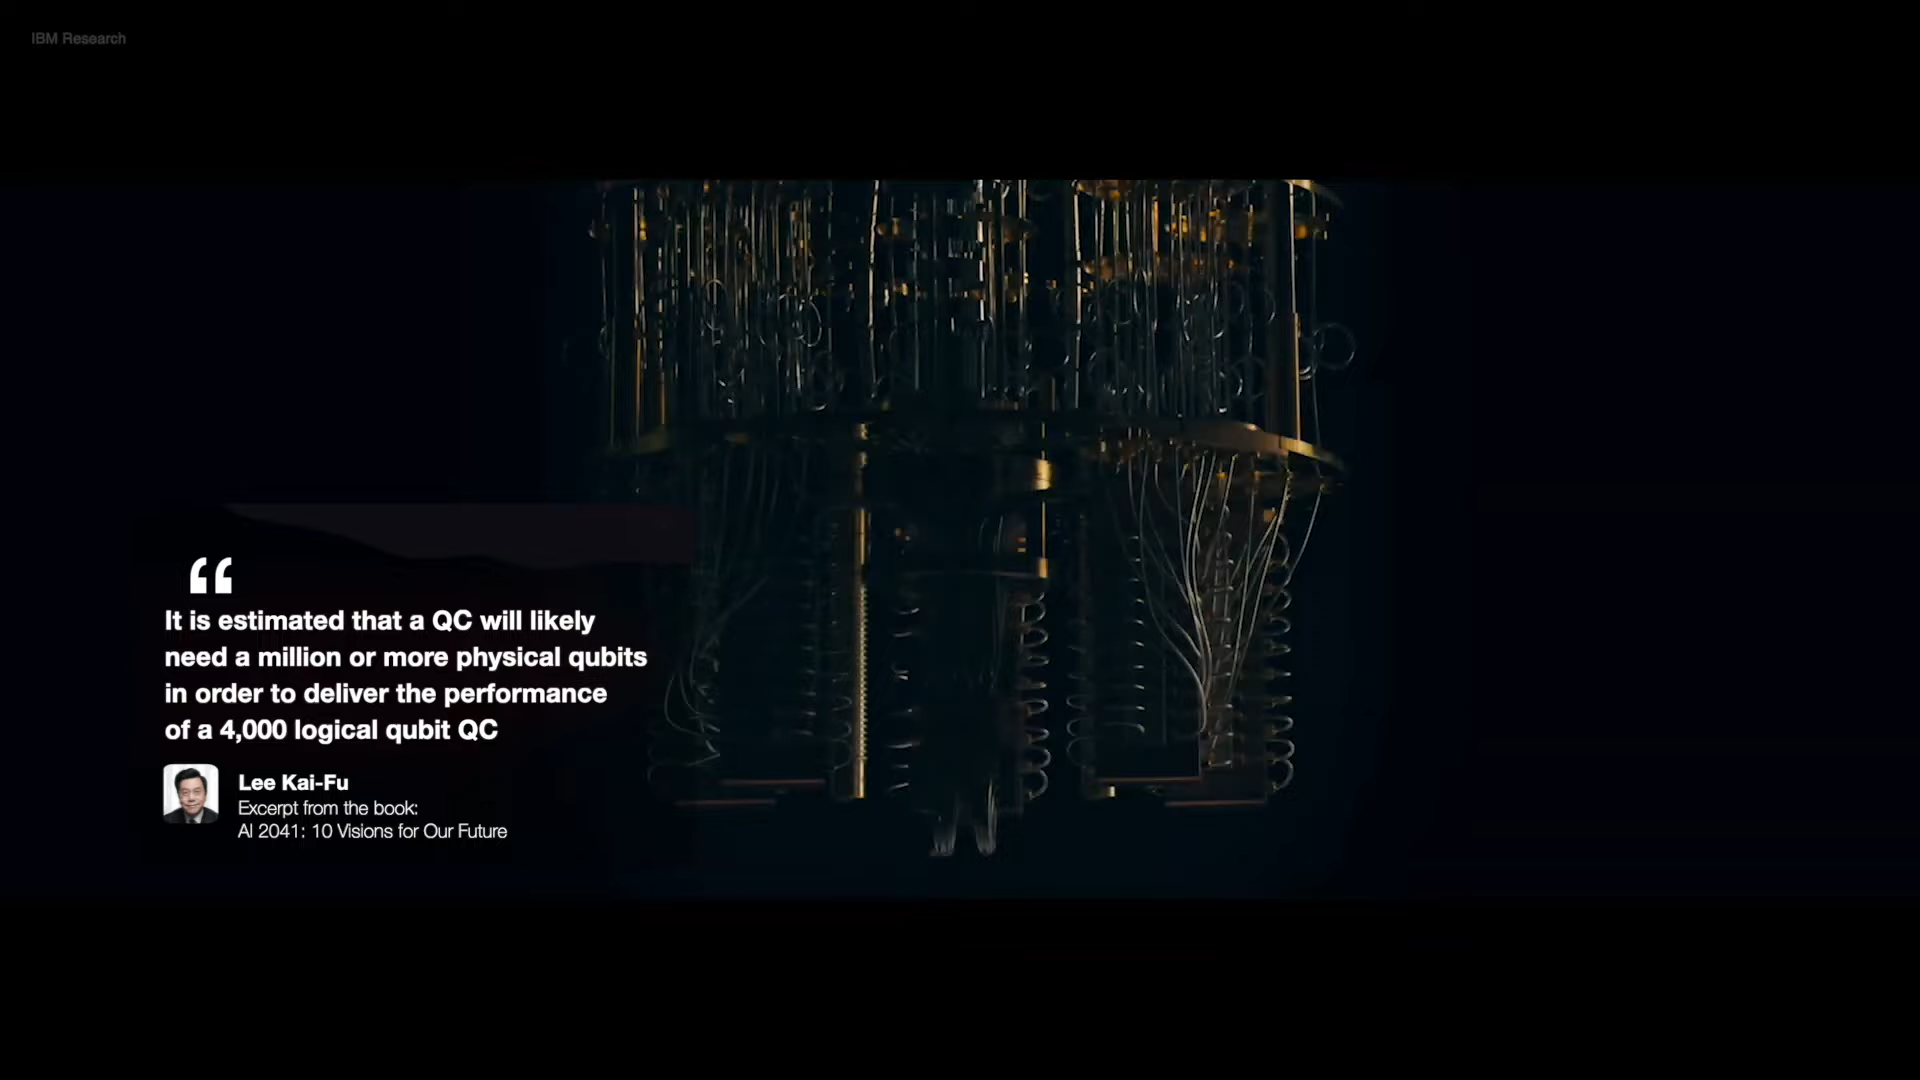 IBM Research
“
It is estimated that a QC will likely
need a million or more physical qubits
in order to deliver the performance
of a 4,000 logical qubit QC
Lee Kai-Fu
Excerpt from the book:
AI 2041: 10 Visions for Our Future